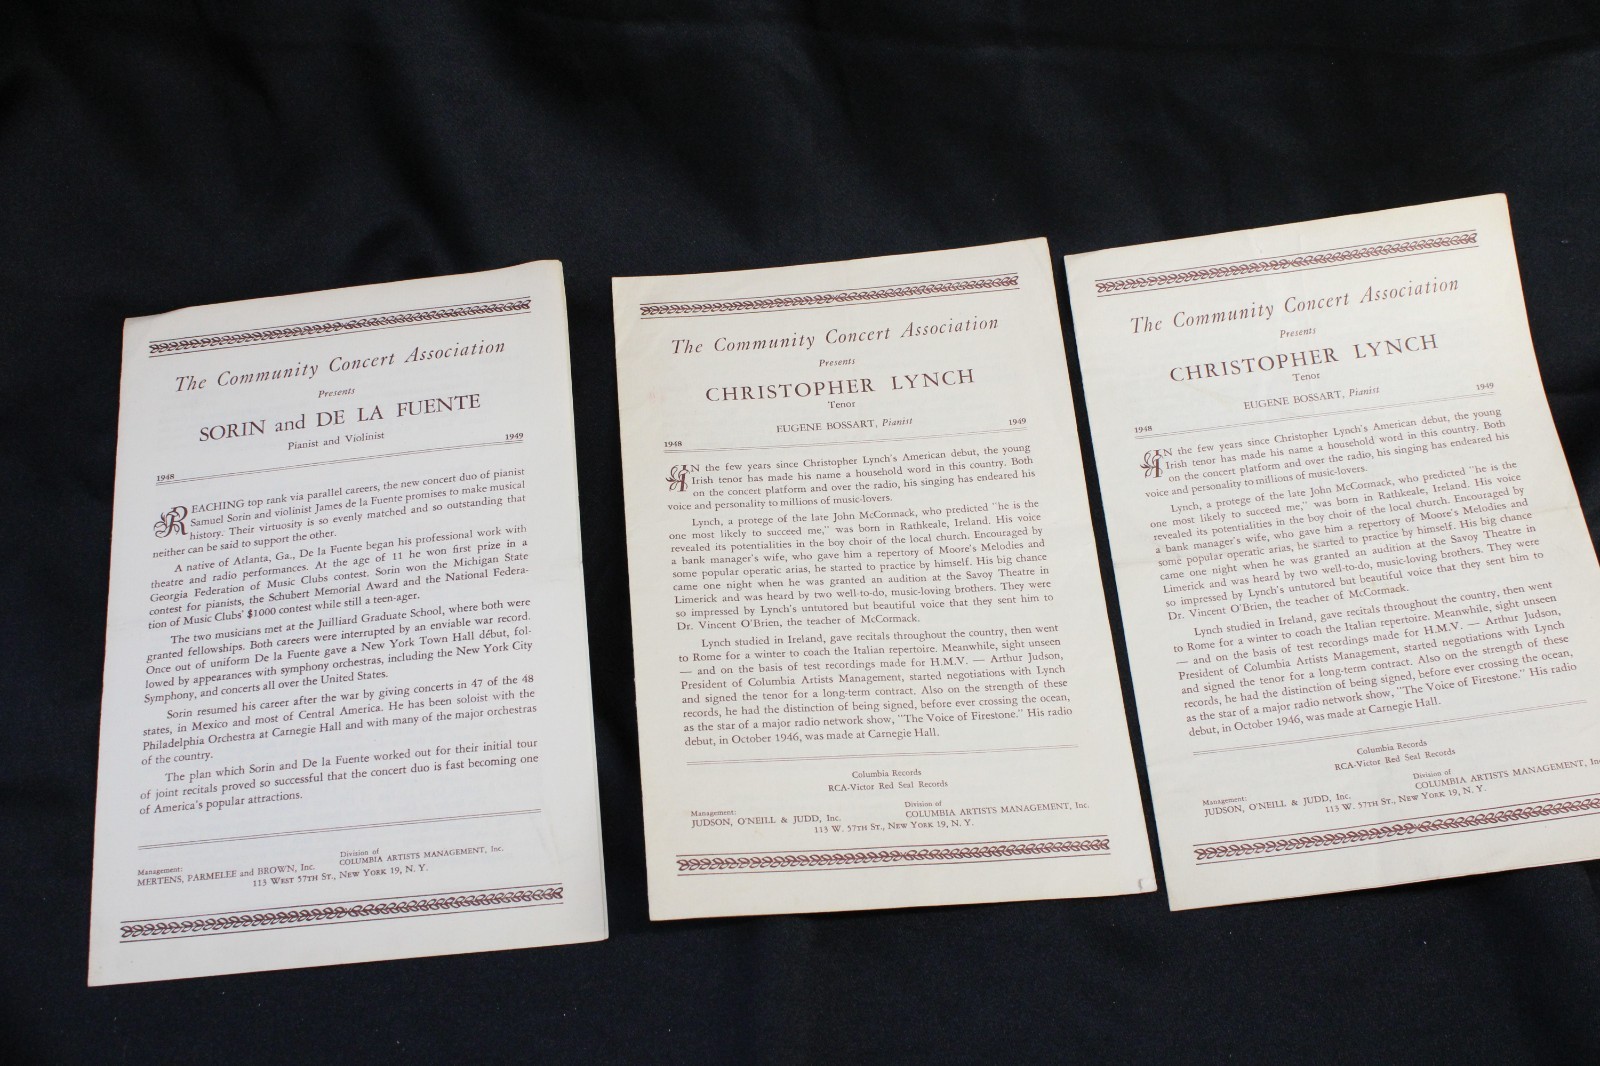 The Community Concert Association
Presents
SORIN and DE LA FUENTE
Pianist and Violinist
1948 1949
REACHING top rank via parallel careers, the new concert duo of pianist
Samuel Sorin and violinist James de la Fuente promises to make musical
history. Their virtuosity is so evenly matched and so outstanding that
neither can be said to support the other.
A native of Atlanta, Ga., De la Fuente began his professional work with
theatre and radio performances. At the age of 11 he won first prize in a
Georgia Federation of Music Clubs contest. Sorin won the Michigan State
contest for pianists, the Schubert Memorial Award and the National Federa-
tion of Music Clubs' $1000 contest while still a teen-ager.
The two musicians met at the Juilliard Graduate School, where both were
granted fellowships. Both careers were interrupted by an enviable war record.
Once out of uniform De la Fuente gave a New York Town Hall début, fol-
lowed by appearances with symphony orchestras, including the New York City
Symphony, and concerts all over the United States.
Sorin resumed his career after the war by giving concerts in 47 of the 48
states, in Mexico and most of Central America. He has been soloist with the
Philadelphia Orchestra at Carnegie Hall and with many of the major orchestras
of the country.
The plan which Sorin and De la Fuente worked out for their initial tour
of joint recitals proved so successful that the concert duo is fast becoming one
of America's popular attractions.
Management:
MERTENS, PARMELEE and BROWN, Inc.
Division of
COLUMBIA ARTISTS MANAGEMENT, Inc.
113 WEST 57TH ST., NEW YORK 19, N. Y.
The Community Concert Association
Presents
CHRISTOPHER LYNCH
Tenor
EUGENE BOSSART, Pianist
1948 1949
IN the few years since Christopher Lynch's American debut, the young
Irish tenor has made his name a household word in this country. Both
on the concert platform and over the radio, his singing has endeared his
voice and personality to millions of music-lovers.
Lynch, a protege of the late John McCormack, who predicted "he is the
one most likely to succeed me," was born in Rathkeale, Ireland. His voice
revealed its potentialities in the boy choir of the local church. Encouraged by
a bank manager's wife, who gave him a repertory of Moore's Melodies and
some popular operatic arias, he started to practice by himself. His big chance
came one night when he was granted an audition at the Savoy Theatre in
Limerick and was heard by two well-to-do, music-loving brothers. They were
so impressed by Lynch's untutored but beautiful voice that they sent him to
Dr. Vincent O'Brien, the teacher of McCormack.
Lynch studied in Ireland, gave recitals throughout the country, then went
to Rome for a winter to coach the Italian repertoire. Meanwhile, sight unseen
— and on the basis of test recordings made for H.M.V. — Arthur Judson,
President of Columbia Artists Management, started negotiations with Lynch
and signed the tenor for a long-term contract. Also on the strength of these
records, he had the distinction of being signed, before ever crossing the ocean,
as the star of a major radio network show, "The Voice of Firestone." His radio
debut, in October 1946, was made at Carnegie Hall.
Columbia Records
RCA-Victor Red Seal Records
Management:
JUDSON, O'NEILL & JUDD, Inc.
Division of
COLUMBIA ARTISTS MANAGEMENT, Inc.
113 W. 57TH ST., NEW YORK 19, N. Y.
The Community Concert Association
Presents
CHRISTOPHER LYNCH
Tenor
EUGENE BOSSART, Pianist
1948 1949
IN the few years since Christopher Lynch's American debut, the young
Irish tenor has made his name a household word in this country. Both
on the concert platform and over the radio, his singing has endeared his
voice and personality to millions of music-lovers.
Lynch, a protege of the late John McCormack, who predicted "he is the
one most likely to succeed me," was born in Rathkeale, Ireland. His voice
revealed its potentialities in the boy choir of the local church. Encouraged by
a bank manager's wife, who gave him a repertory of Moore's Melodies and
some popular operatic arias, he started to practice by himself. His big chance
came one night when he was granted an audition at the Savoy Theatre in
Limerick and was heard by two well-to-do, music-loving brothers. They were
so impressed by Lynch's untutored but beautiful voice that they sent him to
Dr. Vincent O'Brien, the teacher of McCormack.
Lynch studied in Ireland, gave recitals throughout the country, then went
to Rome for a winter to coach the Italian repertoire. Meanwhile, sight unseen
— and on the basis of test recordings made for H.M.V. — Arthur Judson,
President of Columbia Artists Management, started negotiations with Lynch
and signed the tenor for a long-term contract. Also on the strength of these
records, he had the distinction of being signed, before ever crossing the ocean,
as the star of a major radio network show, "The Voice of Firestone." His radio
debut, in October 1946, was made at Carnegie Hall.
Columbia Records
RCA-Victor Red Seal Records
Management:
JUDSON, O'NEILL & JUDD, Inc.
Division of
COLUMBIA ARTISTS MANAGEMENT, Inc
113 W. 57TH ST., NEW YORK 19, N. Y.